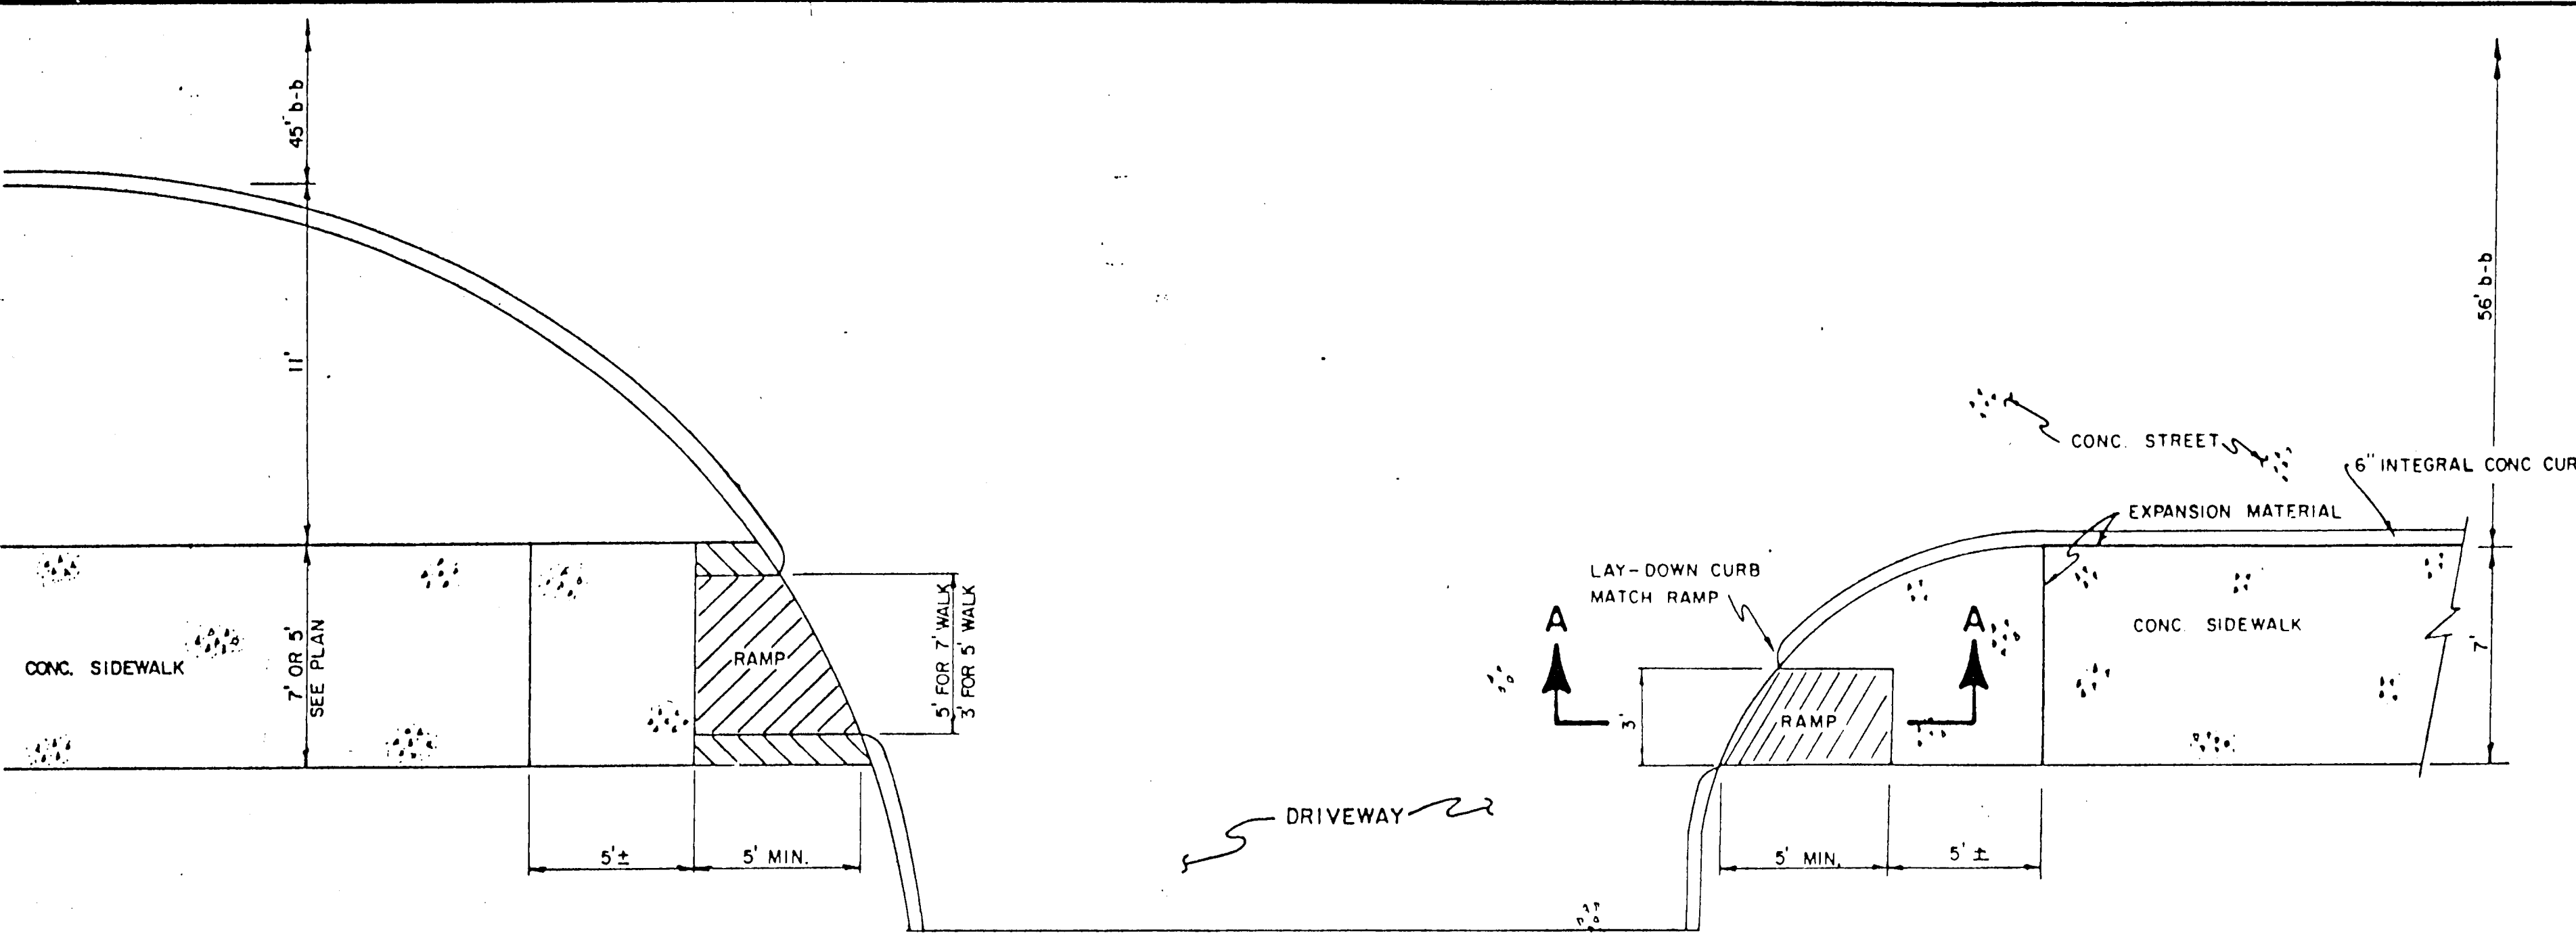 45' b-b
11'
7' OR 5'
SEE PLAN
CONC. SIDEWALK
RAMP
5' FOR 7' WALK
3' FOR 5' WALK
5'±
5' MIN.
DRIVEWAY
LAY-DOWN CURB
MATCH RAMP
A
A
3'
RAMP
5' MIN.
5' ±
CONC. STREET
6" INTEGRAL CONC CUR
EXPANSION MATERIAL
CONC. SIDEWALK
56' b-b
7'